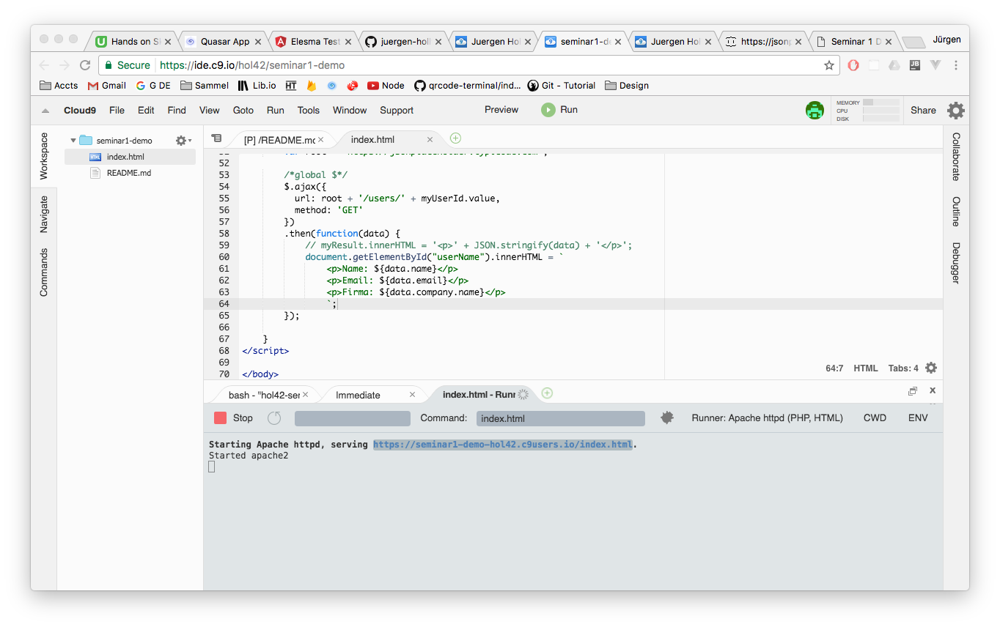 Hands on S
Quasar App
Elesma Test
juergen-holl
Juergen Hol
seminar1-de
Juergen Hol
https://jsonp
Seminar 1 D
Jürgen
Secure https://ide.c9.io/hol42/seminar1-demo
JB
Accts Gmail G DE Sammel Lib.io HT Node qrcode-terminal/ind... Git - Tutorial Design
Cloud9 File Edit Find View Goto Run Tools Window Support Preview Run
MEMORY
CPU
DISK
Share
Workspace
Navigate
Commands
seminar1-demo
index.html
README.md
[P] /README.mc
index.html
52
53 /*global $*/
54 $.ajax({
55 url: root + '/users/' + myUserId.value,
56 method: 'GET'
57 })
58 .then(function(data) {
59 // myResult.innerHTML = '<p>' + JSON.stringify(data) + '</p>';
60 document.getElementById("userName").innerHTML = `
61 <p>Name: ${data.name}</p>
62 <p>Email: ${data.email}</p>
63 <p>Firma: ${data.company.name}</p>
64 `;
65 });
66
67 }
68 </script>
69
70 </body>
64:7 HTML Tabs: 4
Collaborate
Outline
Debugger
bash - "hol42-ser
Immediate
index.html - Runr
Stop
Command: index.html
Runner: Apache httpd (PHP, HTML) CWD ENV
Starting Apache httpd, serving https://seminar1-demo-hol42.c9users.io/index.html.
Started apache2